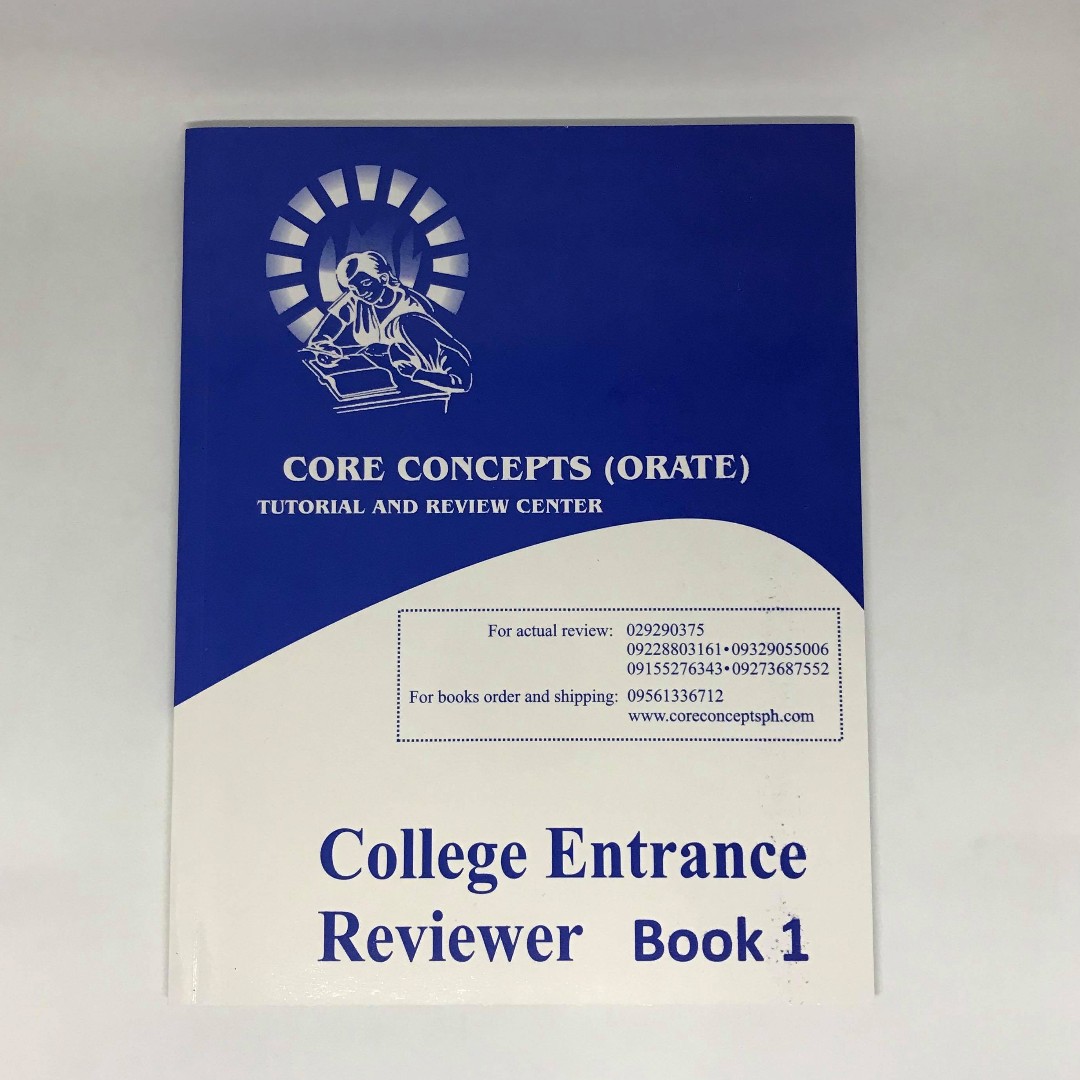 CORE CONCEPTS (ORATE)
TUTORIAL AND REVIEW CENTER
For actual review: 029290375
09228803161•09329055006
09155276343•09273687552
For books order and shipping: 09561336712
www.coreconceptsph.com
College Entrance
Reviewer Book 1